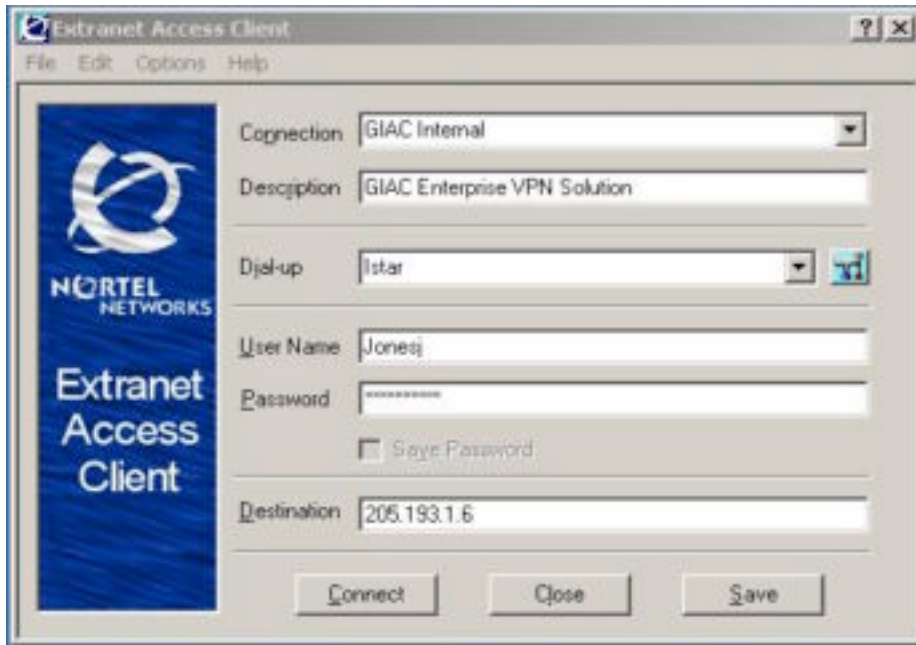 Extranet Access Client
File Edit Options Help
Connection GIAC Internal
Description GIAC Enterprise VPN Solution
Dial-up Istar
NORTEL
NETWORKS
Extranet
Access
Client
User Name Jonesj
Password **********
Save Password
Destination 205.193.1.6
Connect Close Save